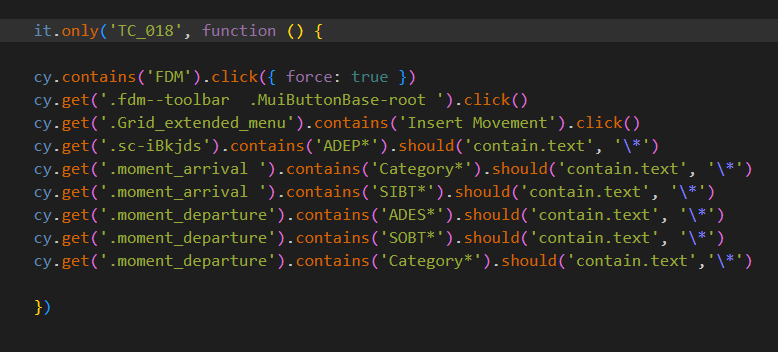 it.only('TC_018', function () {
cy.contains('FDM').click({ force: true })
cy.get('.fdm--toolbar  .MuiButtonBase-root ').click()
cy.get('.Grid_extended_menu').contains('Insert Movement').click()
cy.get('.sc-iBkjds').contains('ADEP*').should('contain.text', '\*')
cy.get('.moment_arrival ').contains('Category*').should('contain.text', '\*')
cy.get('.moment_arrival ').contains('SIBT*').should('contain.text', '\*')
cy.get('.moment_departure').contains('ADES*').should('contain.text', '\*')
cy.get('.moment_departure').contains('SOBT*').should('contain.text', '\*')
cy.get('.moment_departure').contains('Category*').should('contain.text','\*')
})